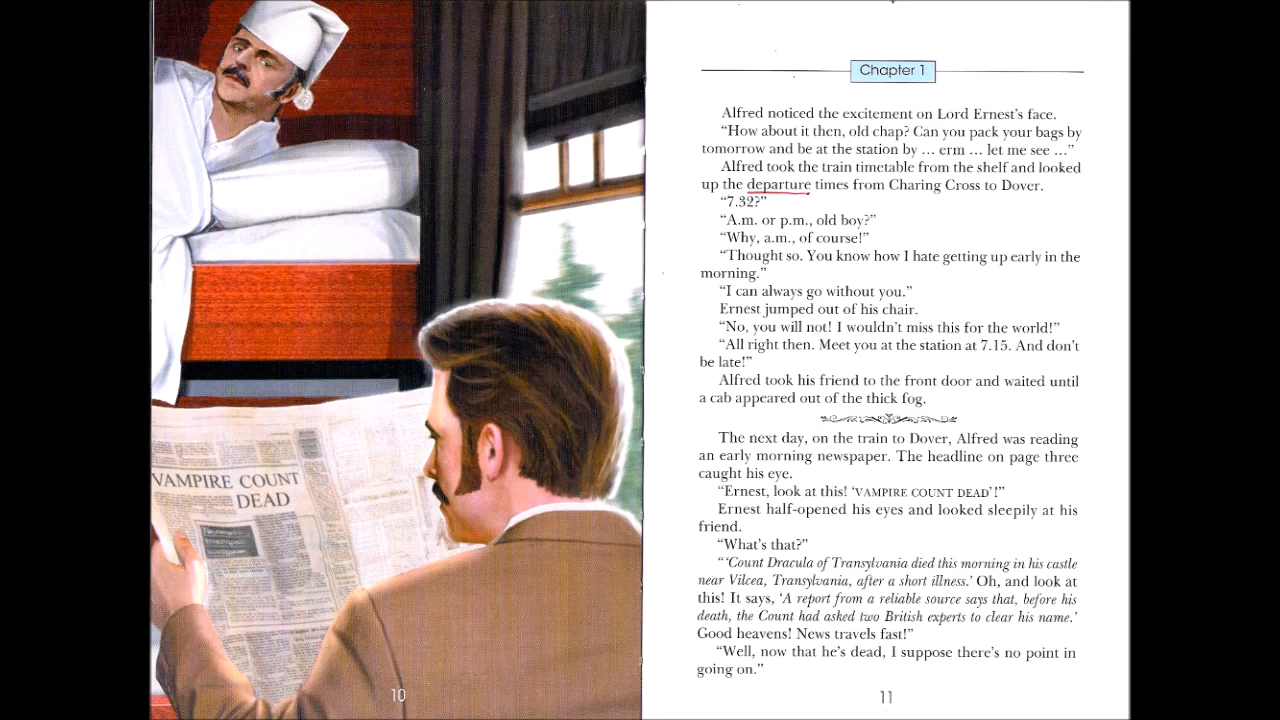 VAMPIRE COUNT
DEAD
10
Chapter 1
Alfred noticed the excitement on Lord Ernest's face.
"How about it then, old chap? Can you pack your bags by
tomorrow and be at the station by ... erm ... let me see ..."
Alfred took the train timetable from the shelf and looked
up the departure times from Charing Cross to Dover.
"7.32?"
"A.m. or p.m., old boy?"
"Why, a.m., of course!"
"Thought so. You know how I hate getting up early in the
morning."
"I can always go without you."
Ernest jumped out of his chair.
"No, you will not! I wouldn't miss this for the world!"
"All right then. Meet you at the station at 7.15. And don't
be late!"
Alfred took his friend to the front door and waited until
a cab appeared out of the thick fog.
The next day, on the train to Dover, Alfred was reading
an early morning newspaper. The headline on page three
caught his eye.
"Ernest, look at this! 'VAMPIRE COUNT DEAD'!"
Ernest half-opened his eyes and looked sleepily at his
friend.
"What's that?"
"'Count Dracula of Transylvania died this morning in his castle
near Vilcea, Transylvania, after a short illness.' Oh, and look at
this! It says, 'A report from a reliable source says that, before his
death, the Count had asked two British experts to clear his name.'
Good heavens! News travels fast!"
"Well, now that he's dead, I suppose there's no point in
going on."
11